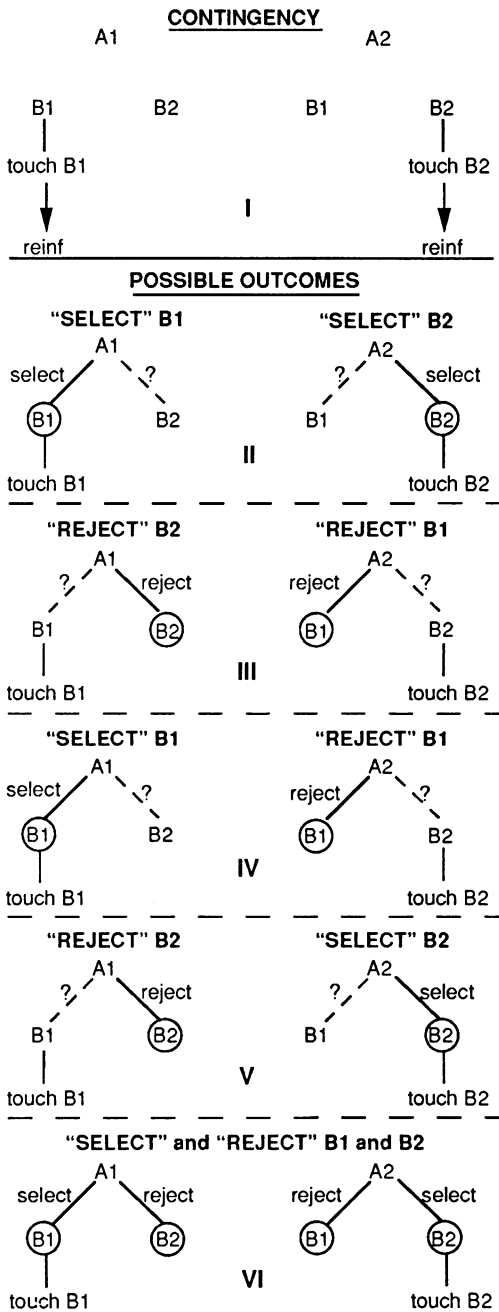 CONTINGENCY
A1 A2
B1 B2 B1 B2
touch B1 touch B2
I
reinf reinf
POSSIBLE OUTCOMES
“SELECT” B1 “SELECT” B2
A1 A2
select ? ? select
B1 B2 B1 B2
II
touch B1 touch B2
“REJECT” B2 “REJECT” B1
A1 A2
? reject reject ?
B1 B2 B1 B2
III
touch B1 touch B2
“SELECT” B1 “REJECT” B1
A1 A2
select ? reject ?
B1 B2 B1 B2
IV
touch B1 touch B2
“REJECT” B2 “SELECT” B2
A1 A2
? reject ? select
B1 B2 B1 B2
V
touch B1 touch B2
“SELECT” and “REJECT” B1 and B2
A1 A2
select reject reject select
B1 B2 B1 B2
VI
touch B1 touch B2